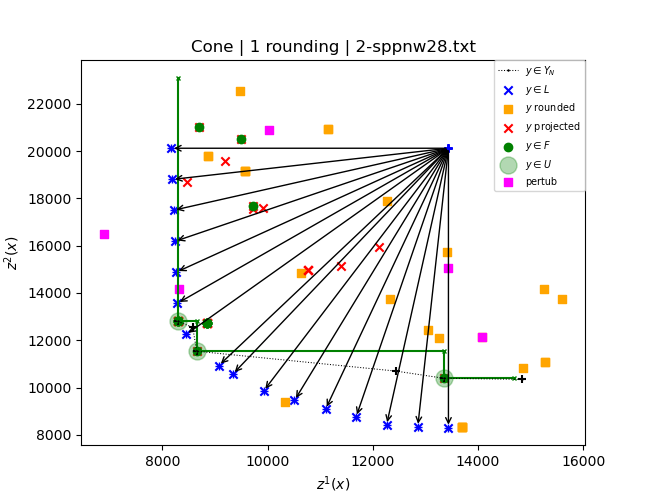 Cone | 1 rounding | 2-sppnw28.txt
y ∈ Y_N
y ∈ L
y rounded
y projected
y ∈ F
y ∈ U
pertub
z²(x)
22000
20000
18000
16000
14000
12000
10000
8000
8000 10000 12000 14000 16000
z¹(x)